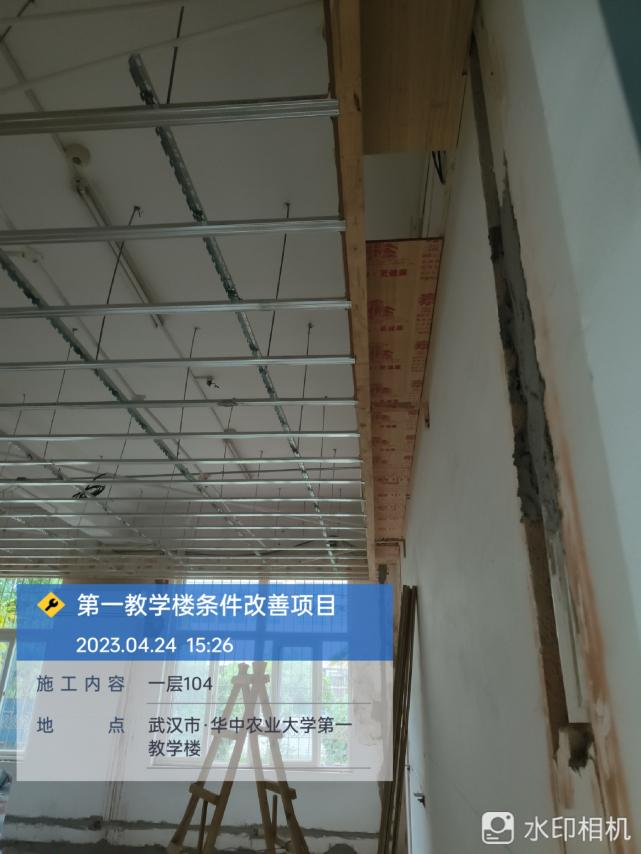 第一教学楼条件改善项目
2023.04.24 15:26
施工内容 一层104
地点 武汉市·华中农业大学第一
教学楼
水印相机